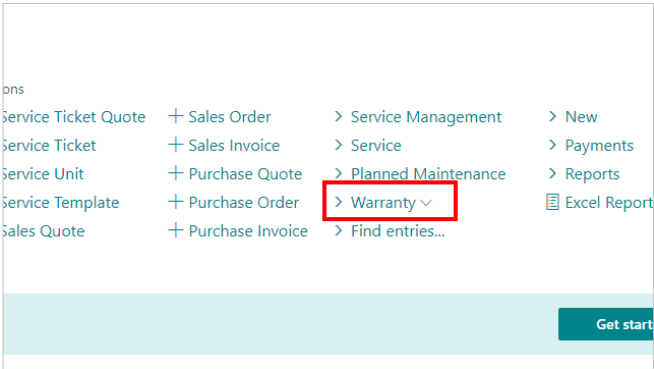 ons
Service Ticket Quote
Service Ticket
Service Unit
Service Template
Sales Quote
+ Sales Order
+ Sales Invoice
+ Purchase Quote
+ Purchase Order
+ Purchase Invoice
> Service Management
> Service
> Planned Maintenance
> Warranty
> Find entries...
> New
> Payments
> Reports
Excel Report
Get start